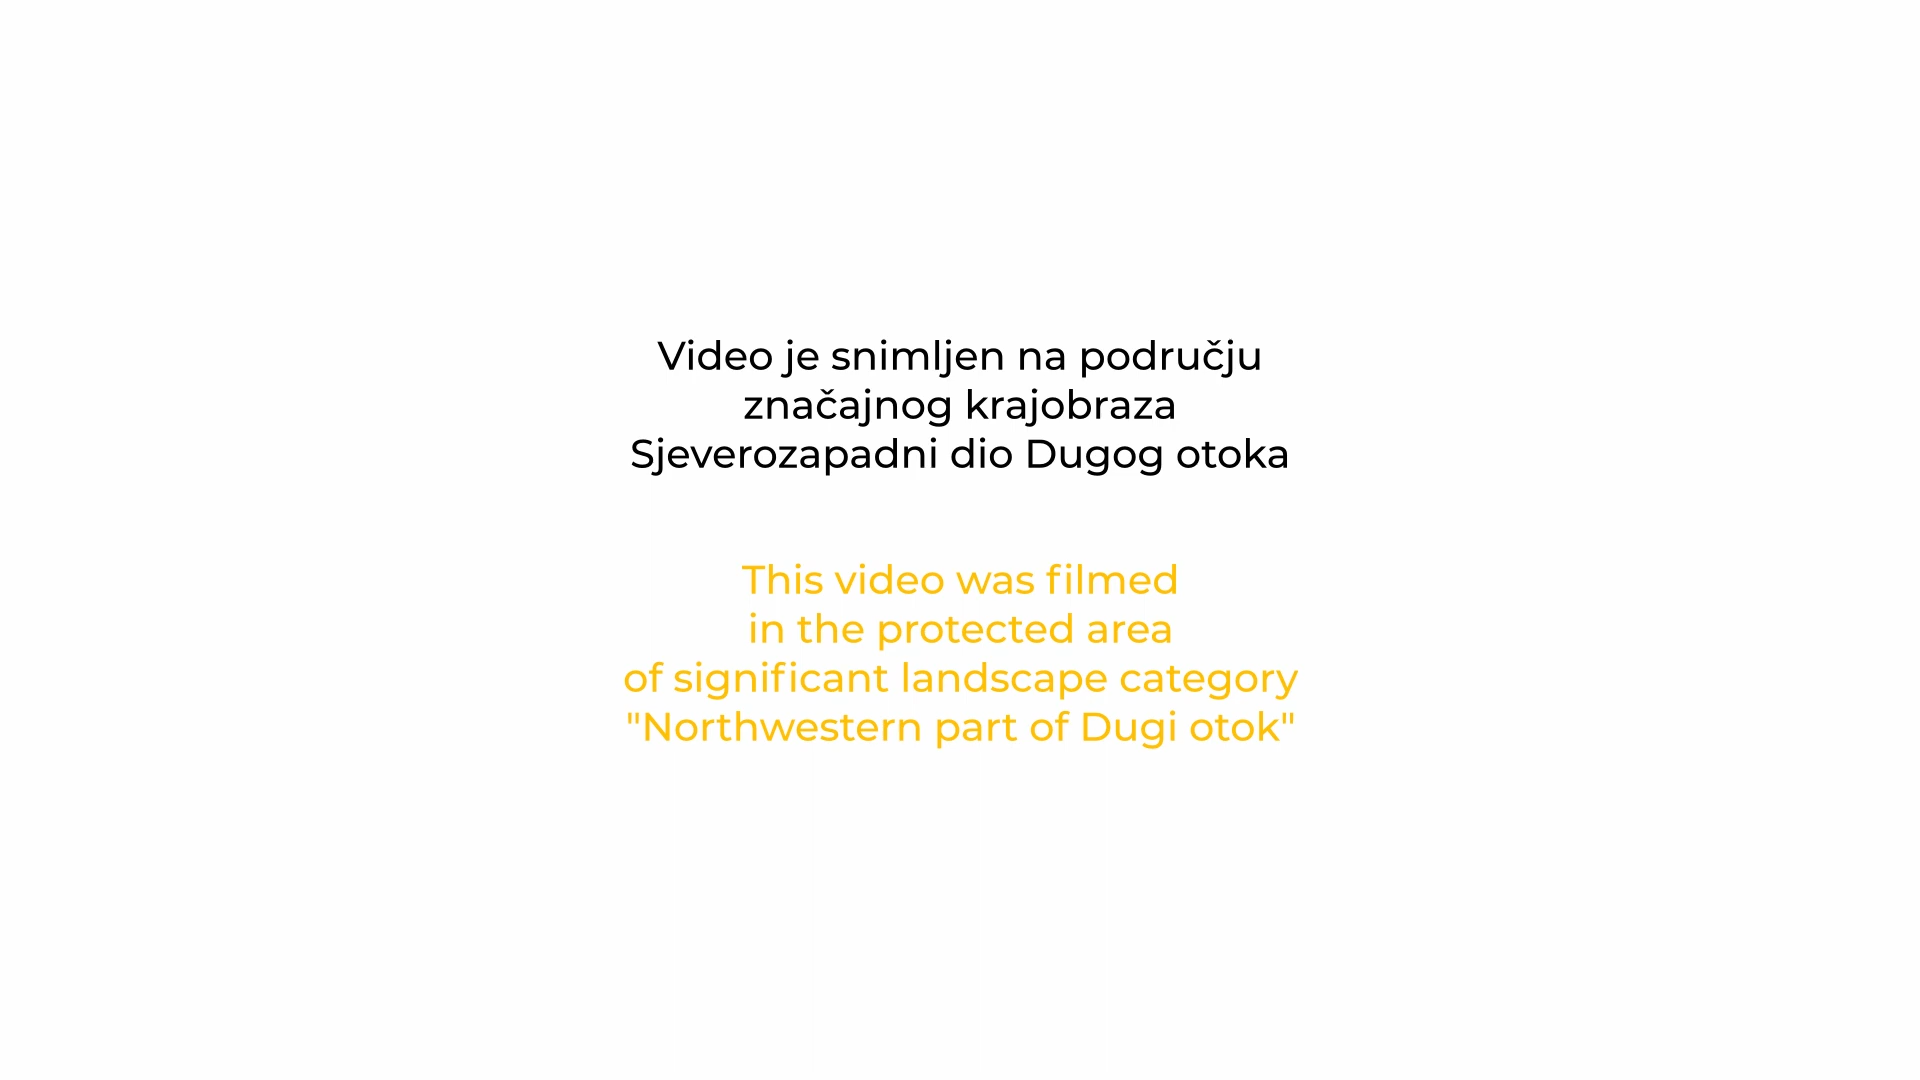 Video je snimljen na području
značajnog krajobraza
Sjeverozapadni dio Dugog otoka
This video was filmed
in the protected area
of significant landscape category
"Northwestern part of Dugi otok"